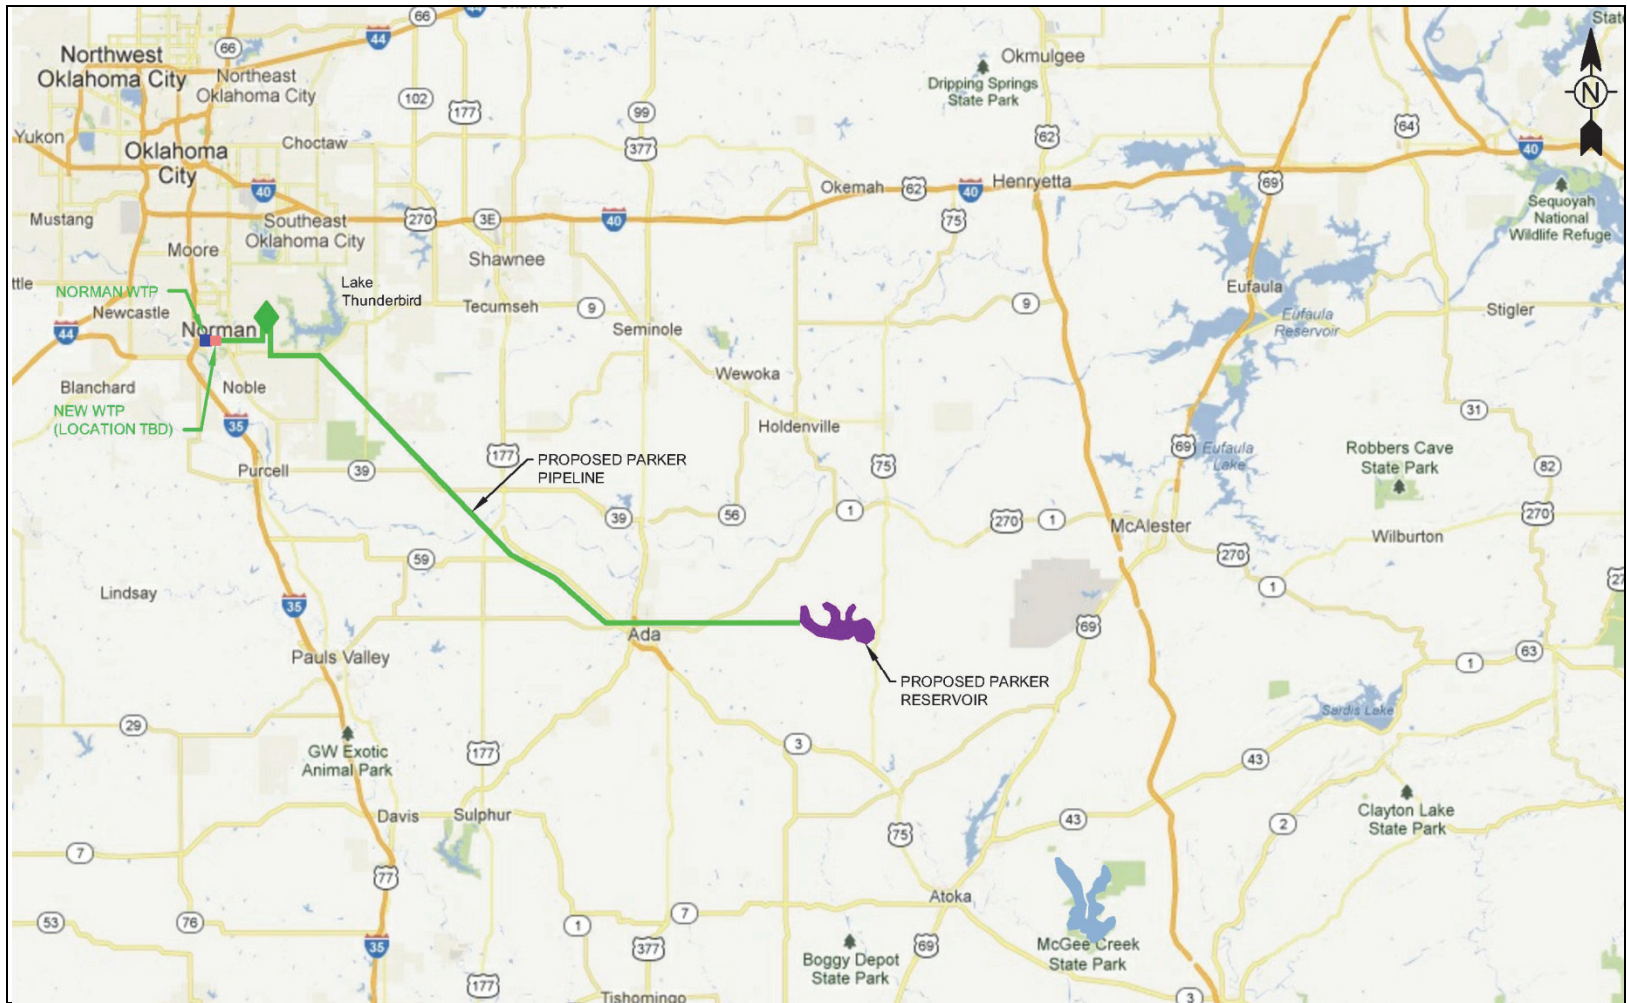 66
44
Northwest
Oklahoma City
66
Northeast
Oklahoma City
102
177
99
377
Okmulgee
Dripping Springs
State Park
62
64
40
N
Yukon
Choctaw
Oklahoma
City
40
Okemah
62
40
Henryetta
69
Sequoyah
National
Wildlife Refuge
Mustang
Southeast
Oklahoma City
270
3E
40
75
Moore
Shawnee
ttle
NORMAN WTP
Lake
Thunderbird
Newcastle
Tecumseh
9
9
Eufaula
Eufaula
Reservoir
Stigler
44
Norman
Seminole
Blanchard
Noble
Wewoka
NEW WTP
(LOCATION TBD)
35
Holdenville
31
177
PROPOSED PARKER
PIPELINE
75
69
Eufaula
Lake
Robbers Cave
State Park
82
Purcell
39
39
56
1
270
1
McAlester
270
Wilburton
59
270
1
27
Lindsay
35
Ada
69
Pauls Valley
PROPOSED PARKER
RESERVOIR
1
63
29
Sardis Lake
GW Exotic
Animal Park
177
3
43
Davis
Sulphur
75
43
2
Clayton Lake
State Park
7
77
Atoka
53
76
35
1
7
377
Boggy Depot
State Park
69
McGee Creek
State Park
177
Tishomingo
3